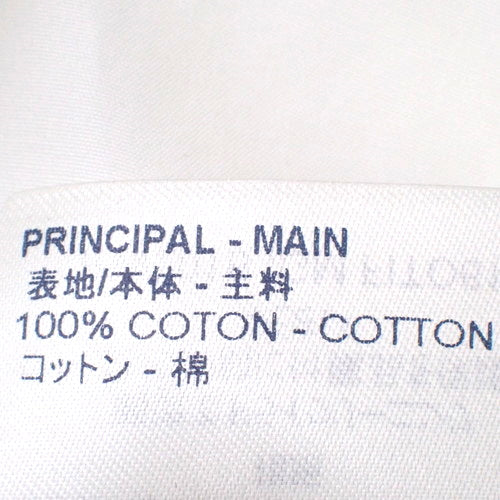 PRINCIPAL - MAIN
表地/本体 - 主料
100% COTON - COTTON
コットン - 棉